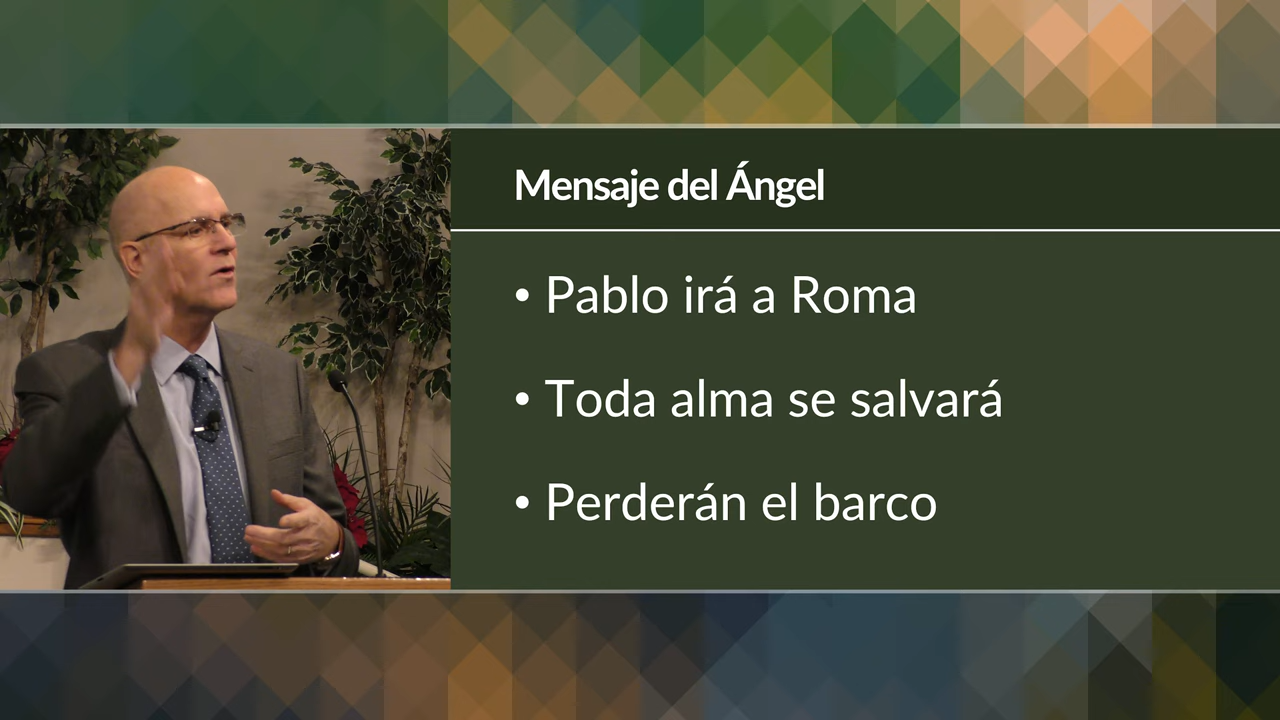 Mensaje del Ángel
• Pablo irá a Roma
• Toda alma se salvará
• Perderán el barco